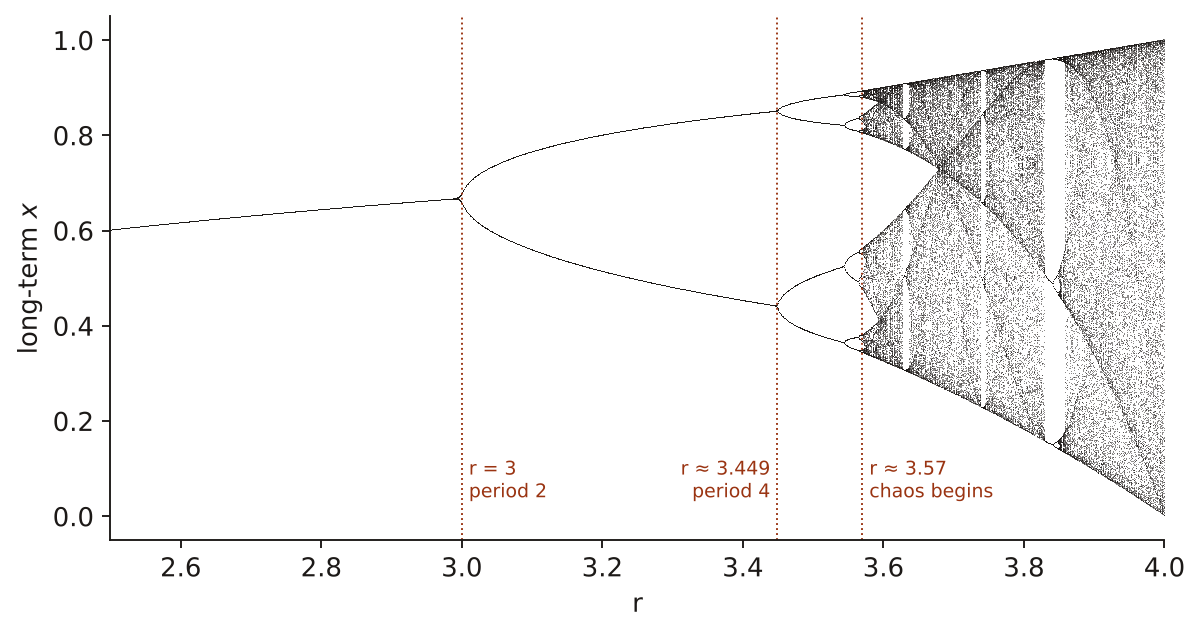 1.0
0.8
0.6
0.4
0.2
0.0
long-term x
r = 3
period 2
r ≈ 3.449
period 4
r ≈ 3.57
chaos begins
2.6 2.8 3.0 3.2 3.4 3.6 3.8 4.0
r